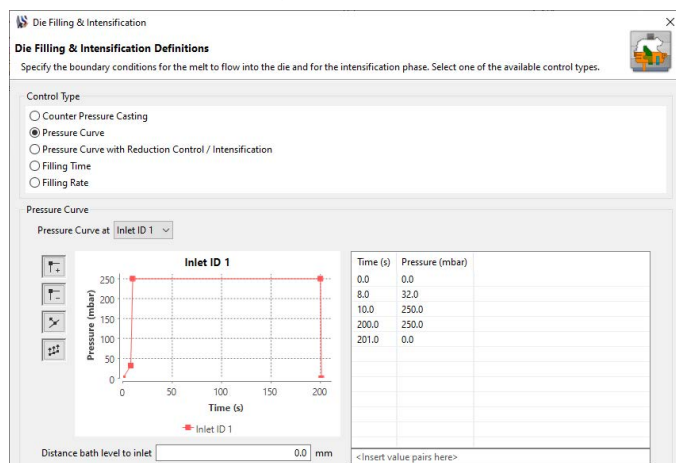 Die Filling & Intensification
Die Filling & Intensification Definitions
Specify the boundary conditions for the melt to flow into the die and for the intensification phase. Select one of the available control types.
Control Type
Counter Pressure Casting
Pressure Curve
Pressure Curve with Reduction Control / Intensification
Filling Time
Filling Rate
Pressure Curve
Pressure Curve at Inlet ID 1
Inlet ID 1
Pressure (mbar)
250
200
150
100
50
0
0 50 100 150 200
Time (s)
Inlet ID 1
Time (s) Pressure (mbar)
0.0 0.0
8.0 32.0
10.0 250.0
200.0 250.0
201.0 0.0
Distance bath level to inlet 0.0 mm
<Insert value pairs here>